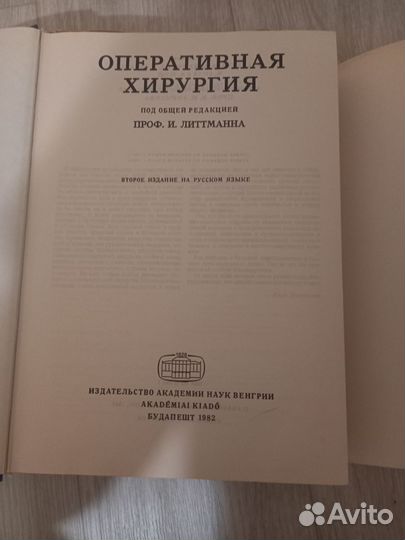 ОПЕРАТИВНАЯ
ХИРУРГИЯ
ПОД ОБЩЕЙ РЕДАКЦИЕЙ
ПРОФ. И. ЛИТТМАННА
ВТОРОЕ ИЗДАНИЕ НА РУССКОМ ЯЗЫКЕ
1828
ИЗДАТЕЛЬСТВО АКАДЕМИИ НАУК ВЕНГРИИ
AKADÉMIAI KIADÓ
БУДАПЕШТ 1982
Avito